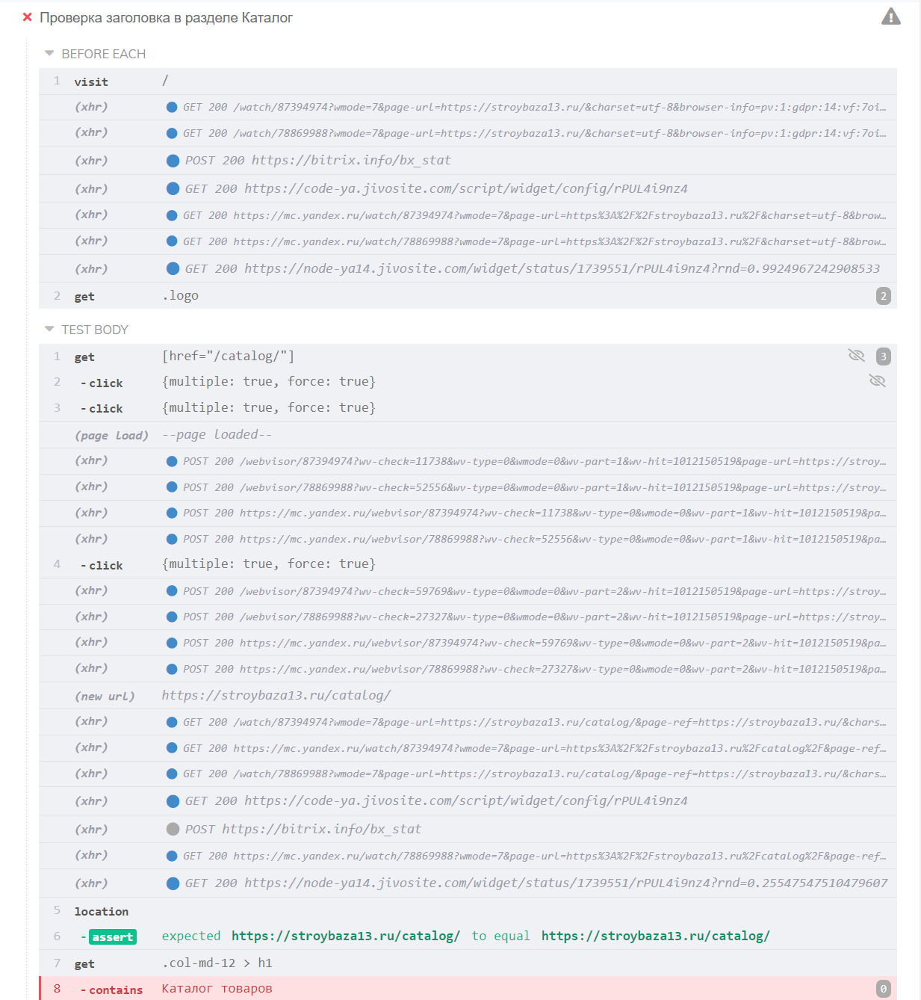 Проверка заголовка в разделе Каталог
BEFORE EACH
1 visit /
(xhr) GET 200 /watch/87394974?wmode=7&page-url=https://stroybaza13.ru/&charset=utf-8&browser-info=pv:1:gdpr:14:vf:7oi…
(xhr) GET 200 /watch/78869988?wmode=7&page-url=https://stroybaza13.ru/&charset=utf-8&browser-info=pv:1:gdpr:14:vf:7oi…
(xhr) POST 200 https://bitrix.info/bx_stat
(xhr) GET 200 https://code-ya.jivosite.com/script/widget/config/rPUL4i9nz4
(xhr) GET 200 https://mc.yandex.ru/watch/87394974?wmode=7&page-url=https%3A%2F%2Fstroybaza13.ru%2F&charset=utf-8&brow…
(xhr) GET 200 https://mc.yandex.ru/watch/78869988?wmode=7&page-url=https%3A%2F%2Fstroybaza13.ru%2F&charset=utf-8&brow…
(xhr) GET 200 https://node-ya14.jivosite.com/widget/status/1739551/rPUL4i9nz4?rnd=0.9924967242908533
2 get .logo 2
TEST BODY
1 get [href="/catalog/"] 3
2 -click {multiple: true, force: true}
3 -click {multiple: true, force: true}
(page load) --page loaded--
(xhr) POST 200 /webvisor/87394974?wv-check=11738&wv-type=0&wmode=0&wv-part=1&wv-hit=1012150519&page-url=https://stroy…
(xhr) POST 200 /webvisor/78869988?wv-check=52556&wv-type=0&wmode=0&wv-part=1&wv-hit=1012150519&page-url=https://stroy…
(xhr) POST 200 https://mc.yandex.ru/webvisor/87394974?wv-check=11738&wv-type=0&wmode=0&wv-part=1&wv-hit=1012150519&pa…
(xhr) POST 200 https://mc.yandex.ru/webvisor/78869988?wv-check=52556&wv-type=0&wmode=0&wv-part=1&wv-hit=1012150519&pa…
4 -click {multiple: true, force: true}
(xhr) POST 200 /webvisor/87394974?wv-check=59769&wv-type=0&wmode=0&wv-part=2&wv-hit=1012150519&page-url=https://stroy…
(xhr) POST 200 /webvisor/78869988?wv-check=27327&wv-type=0&wmode=0&wv-part=2&wv-hit=1012150519&page-url=https://stroy…
(xhr) POST 200 https://mc.yandex.ru/webvisor/87394974?wv-check=59769&wv-type=0&wmode=0&wv-part=2&wv-hit=1012150519&pa…
(xhr) POST 200 https://mc.yandex.ru/webvisor/78869988?wv-check=27327&wv-type=0&wmode=0&wv-part=2&wv-hit=1012150519&pa…
(new url) https://stroybaza13.ru/catalog/
(xhr) GET 200 /watch/87394974?wmode=7&page-url=https://stroybaza13.ru/catalog/&page-ref=https://stroybaza13.ru/&chars…
(xhr) GET 200 https://mc.yandex.ru/watch/87394974?wmode=7&page-url=https%3A%2F%2Fstroybaza13.ru%2Fcatalog%2F&page-ref…
(xhr) GET 200 /watch/78869988?wmode=7&page-url=https://stroybaza13.ru/catalog/&page-ref=https://stroybaza13.ru/&chars…
(xhr) GET 200 https://code-ya.jivosite.com/script/widget/config/rPUL4i9nz4
(xhr) POST https://bitrix.info/bx_stat
(xhr) GET 200 https://mc.yandex.ru/watch/78869988?wmode=7&page-url=https%3A%2F%2Fstroybaza13.ru%2Fcatalog%2F&page-ref…
(xhr) GET 200 https://node-ya14.jivosite.com/widget/status/1739551/rPUL4i9nz4?rnd=0.25547547510479607
5 location
6 -assert expected https://stroybaza13.ru/catalog/ to equal https://stroybaza13.ru/catalog/
7 get .col-md-12 > h1
8 -contains Каталог товаров 0